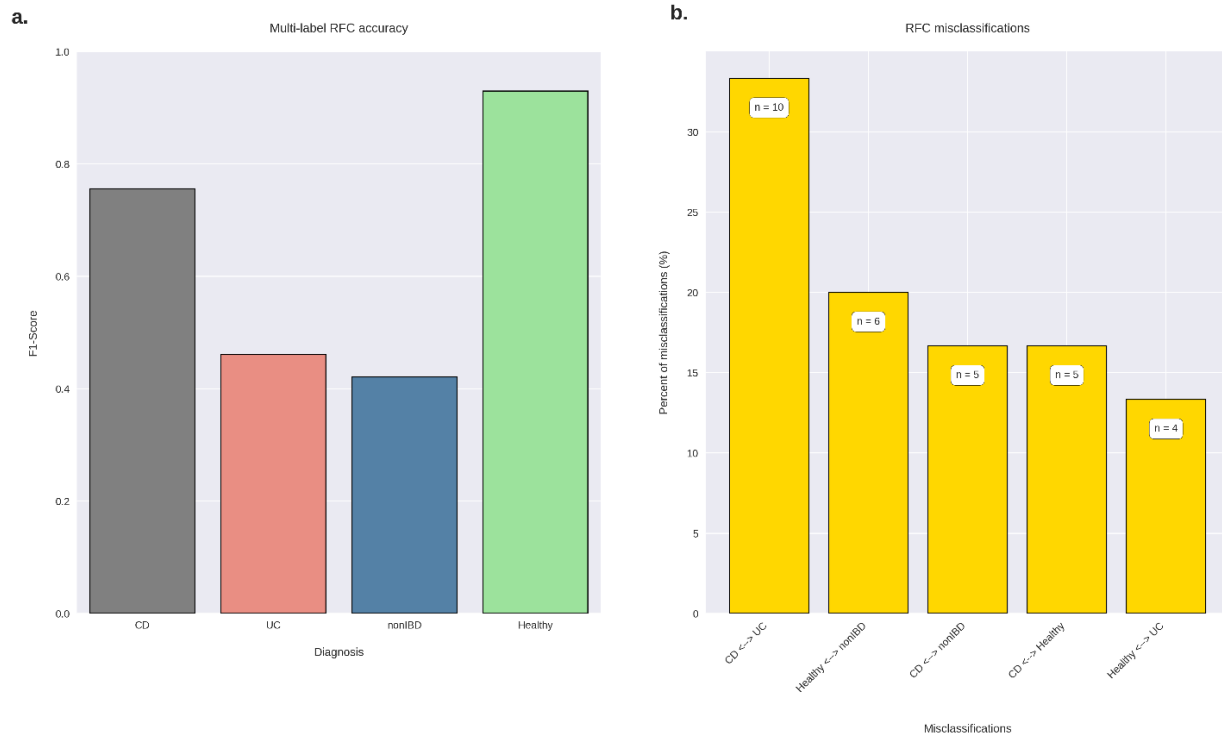 a.
Multi-label RFC accuracy
1.0
0.8
0.6
0.4
0.2
0.0
F1-Score
CD
UC
nonIBD
Healthy
Diagnosis
b.
RFC misclassifications
30
25
20
15
10
5
0
Percent of misclassifications (%)
n = 10
n = 6
n = 5
n = 5
n = 4
CD <--> UC
Healthy <--> nonIBD
CD <--> nonIBD
CD <--> Healthy
Healthy <--> UC
Misclassifications